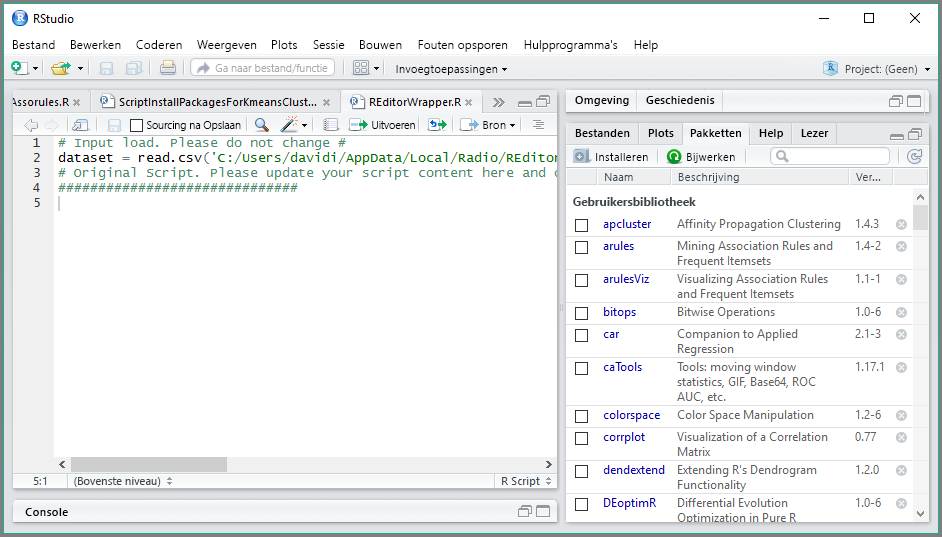 RStudio
Bestand Bewerken Coderen Weergeven Plots Sessie Bouwen Fouten opsporen Hulpprogramma's Help
Ga naar bestand/functie Invoegtoepassingen Project: (Geen)
Assorules.R ScriptInstallPackagesForKmeansClust... REditorWrapper.R
Sourcing na Opslaan Uitvoeren Bron
1 # Input load. Please do not change #
2 dataset = read.csv('C:/Users/davidi/AppData/Local/Radio/REditor
3 # Original Script. Please update your script content here and
4 ##############################
5
5:1 (Bovenste niveau) R Script
Console
Omgeving Geschiedenis
Bestanden Plots Pakketten Help Lezer
Installeren Bijwerken
Naam Beschrijving Ver...
Gebruikersbibliotheek
apcluster Affinity Propagation Clustering 1.4.3
arules Mining Association Rules and 1.4-2
Frequent Itemsets
arulesViz Visualizing Association Rules 1.1-1
and Frequent Itemsets
bitops Bitwise Operations 1.0-6
car Companion to Applied 2.1-3
Regression
caTools Tools: moving window 1.17.1
statistics, GIF, Base64, ROC
AUC, etc.
colorspace Color Space Manipulation 1.2-6
corrplot Visualization of a Correlation 0.77
Matrix
dendextend Extending R's Dendrogram 1.2.0
Functionality
DEoptimR Differential Evolution 1.0-6
Optimization in Pure R